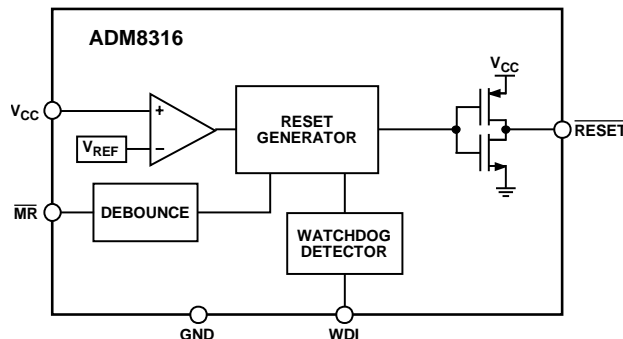 ADM8316
VCC
VCC
+
RESET
GENERATOR
RESET
VREF
−
MR
DEBOUNCE
WATCHDOG
DETECTOR
GND
WDI